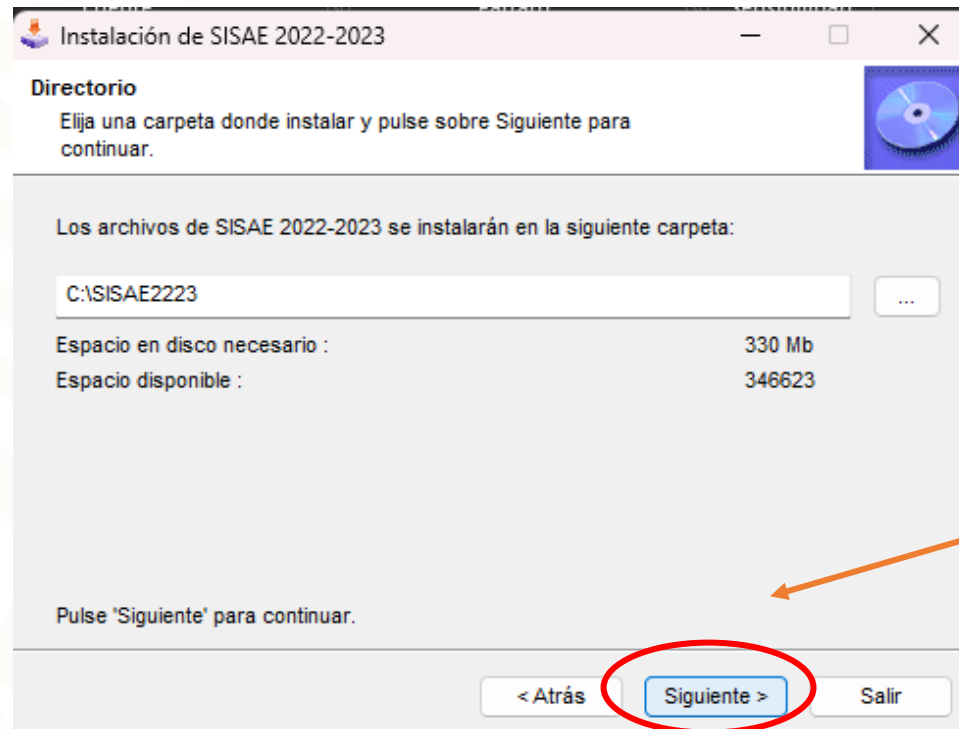 Instalación de SISAE 2022-2023
Directorio
Elija una carpeta donde instalar y pulse sobre Siguiente para
continuar.
Los archivos de SISAE 2022-2023 se instalarán en la siguiente carpeta:
C:\SISAE2223
...
Espacio en disco necesario : 330 Mb
Espacio disponible : 346623
Pulse 'Siguiente' para continuar.
< Atrás Siguiente > Salir